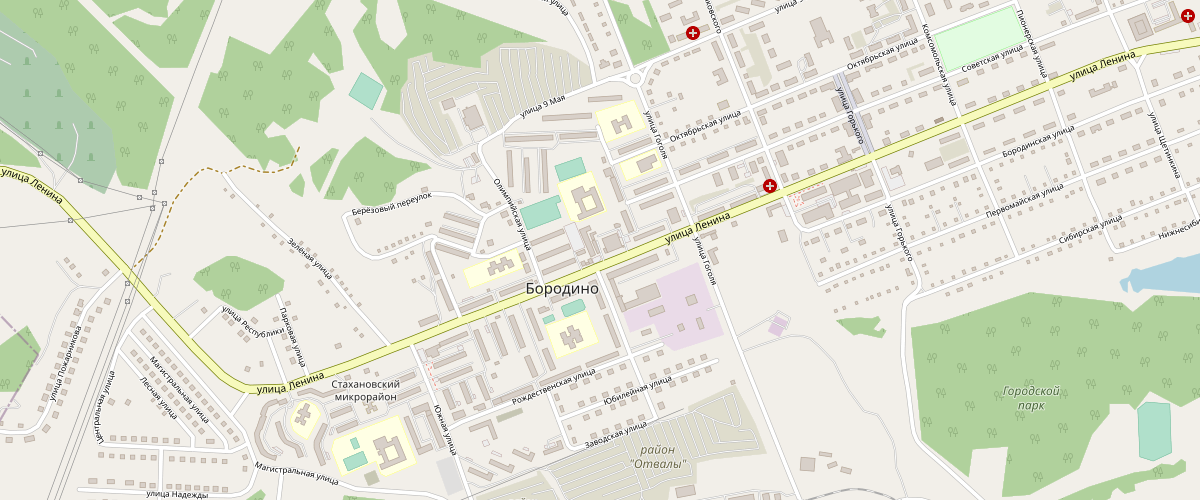 улица 9 Мая
улица Гоголя
Октябрьская улица
Октябрьская улица
Комсомольская улица
Пионерская улица
Советская улица
улица Ленина
улица Горького
Бородинская улица
улица Щетинкина
Первомайская улица
Сибирская улица
улица Ленина
Берёзовый переулок
Олимпийская улица
улица Ленина
улица Гоголя
улица Горького
Зелёная улица
Бородино
улица Республики
Парковая улица
улица Пожарникова
Магистральная улица
Лесная улица
Центральная улица
улица Ленина
Стахановский
микрорайон
Рождественская улица
Юбилейная улица
Южная улица
Заводская улица
Городской
парк
район
"Отвалы"
Магистральная улица
улица Надежды